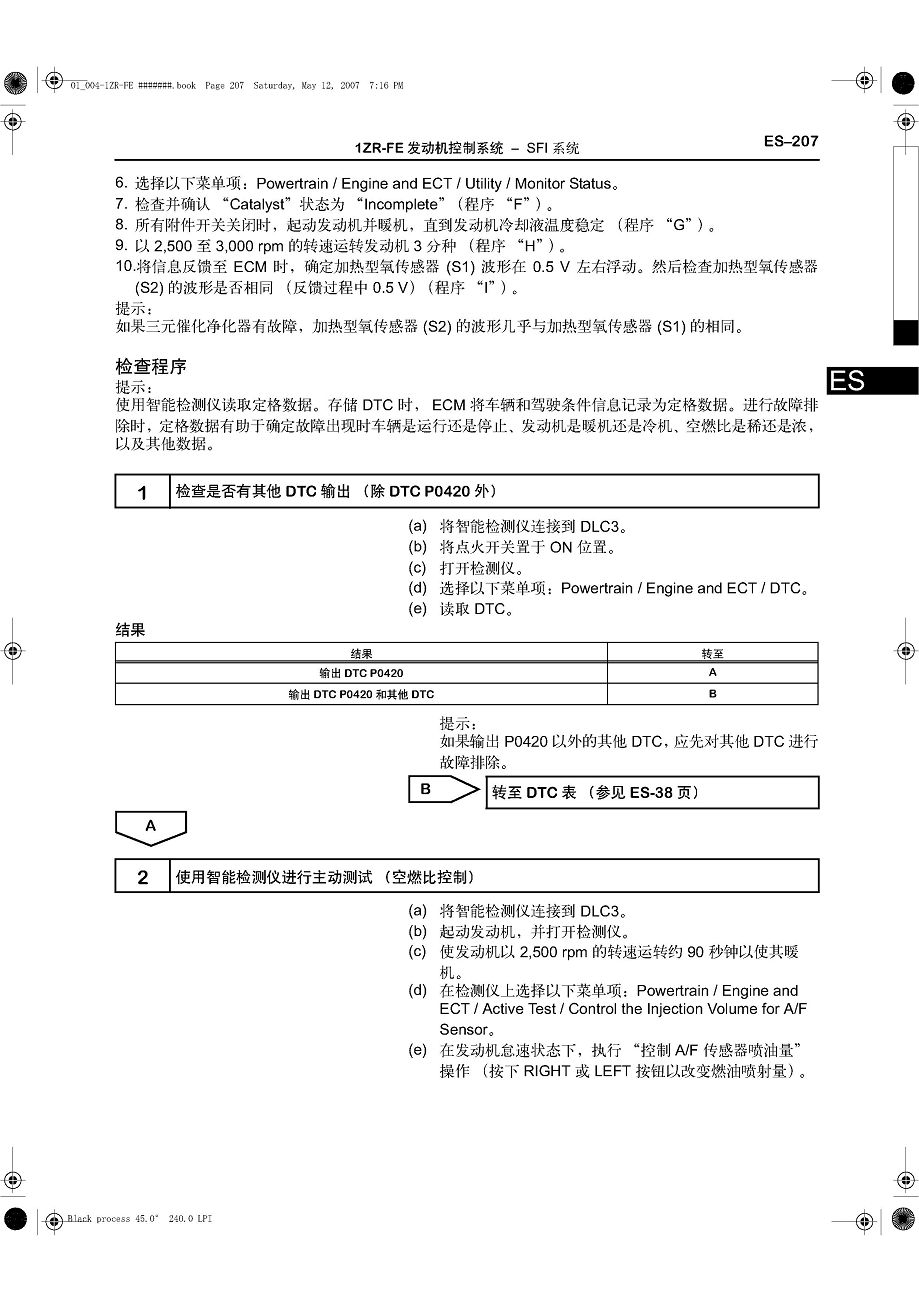 01_004-1ZR-FE #######.book Page 207 Saturday, May 12, 2007 7:16 PM
1ZR-FE 发动机控制系统 – SFI 系统
ES–207
6. 选择以下菜单项：Powertrain / Engine and ECT / Utility / Monitor Status。
7. 检查并确认 “Catalyst”状态为 “Incomplete”（程序 “F”）。
8. 所有附件开关关闭时，起动发动机并暖机，直到发动机冷却液温度稳定 （程序 “G”）。
9. 以 2,500 至 3,000 rpm 的转速运转发动机 3 分种 （程序 “H”）。
10.将信息反馈至 ECM 时，确定加热型氧传感器 (S1) 波形在 0.5 V 左右浮动。然后检查加热型氧传感器
(S2) 的波形是否相同 （反馈过程中 0.5 V）（程序 “I”）。
提示：
如果三元催化净化器有故障，加热型氧传感器 (S2) 的波形几乎与加热型氧传感器 (S1) 的相同。
检查程序
ES
提示：
使用智能检测仪读取定格数据。存储 DTC 时， ECM 将车辆和驾驶条件信息记录为定格数据。进行故障排
除时，定格数据有助于确定故障出现时车辆是运行还是停止、发动机是暖机还是冷机、空燃比是稀还是浓，
以及其他数据。
1 检查是否有其他 DTC 输出 （除 DTC P0420 外）
(a) 将智能检测仪连接到 DLC3。
(b) 将点火开关置于 ON 位置。
(c) 打开检测仪。
(d) 选择以下菜单项：Powertrain / Engine and ECT / DTC。
(e) 读取 DTC。
结果
结果 转至
输出 DTC P0420 A
输出 DTC P0420 和其他 DTC B
提示：
如果输出 P0420 以外的其他 DTC，应先对其他 DTC 进行
故障排除。
B 转至 DTC 表 （参见 ES-38 页）
A
2 使用智能检测仪进行主动测试 （空燃比控制）
(a) 将智能检测仪连接到 DLC3。
(b) 起动发动机，并打开检测仪。
(c) 使发动机以 2,500 rpm 的转速运转约 90 秒钟以使其暖
机。
(d) 在检测仪上选择以下菜单项：Powertrain / Engine and
ECT / Active Test / Control the Injection Volume for A/F
Sensor。
(e) 在发动机怠速状态下，执行 “控制 A/F 传感器喷油量”
操作 （按下 RIGHT 或 LEFT 按钮以改变燃油喷射量）。
Black process 45.0° 240.0 LPI